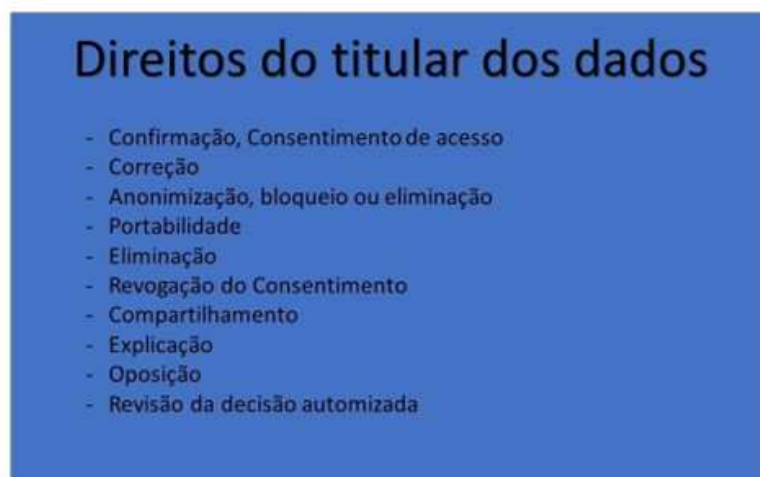 Direitos do titular dos dados
- Confirmação, Consentimento de acesso
- Correção
- Anonimização, bloqueio ou eliminação
- Portabilidade
- Eliminação
- Revogação do Consentimento
- Compartilhamento
- Explicação
- Oposição
- Revisão da decisão automizada